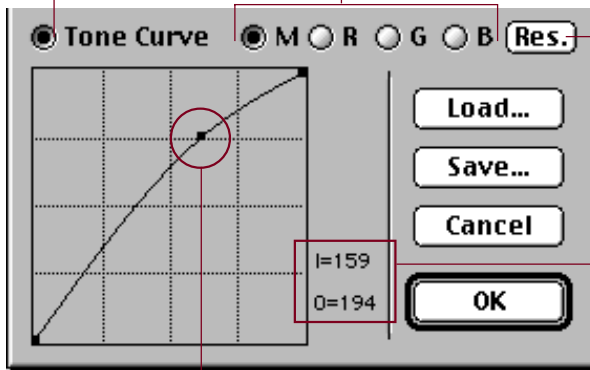 Tone Curve M R G B Res.
Load...
Save...
Cancel
I=159
O=194 OK